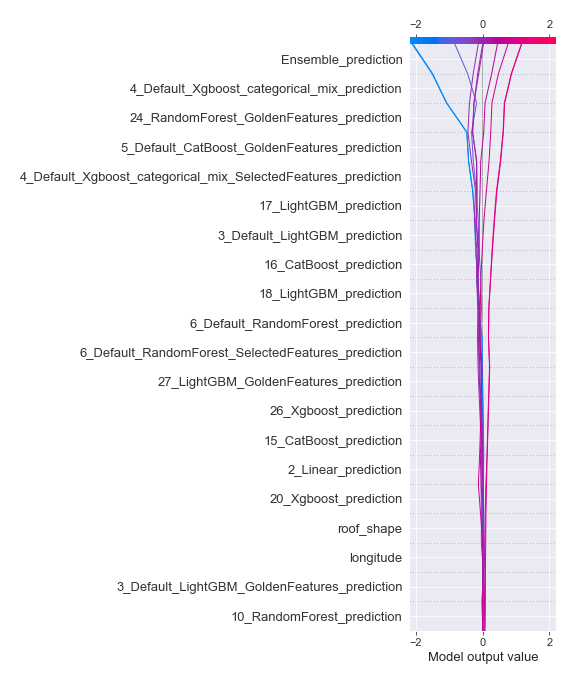 −2 0 2
Ensemble_prediction
4_Default_Xgboost_categorical_mix_prediction
24_RandomForest_GoldenFeatures_prediction
5_Default_CatBoost_GoldenFeatures_prediction
4_Default_Xgboost_categorical_mix_SelectedFeatures_prediction
17_LightGBM_prediction
3_Default_LightGBM_prediction
16_CatBoost_prediction
18_LightGBM_prediction
6_Default_RandomForest_prediction
6_Default_RandomForest_SelectedFeatures_prediction
27_LightGBM_GoldenFeatures_prediction
26_Xgboost_prediction
15_CatBoost_prediction
2_Linear_prediction
20_Xgboost_prediction
roof_shape
longitude
3_Default_LightGBM_GoldenFeatures_prediction
10_RandomForest_prediction
−2 0 2
Model output value